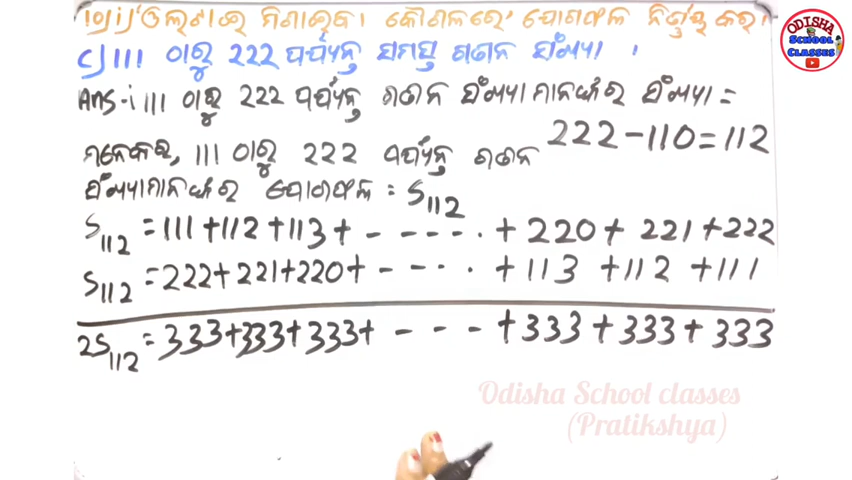 10) i) 'ଓଲଟାଇ ମିଶାଇବା' କୌଶଳରେ ଯୋଗଫଳ ନିର୍ଣ୍ଣୟ କର।
ODISHA School CLASSES
c) 111 ଠାରୁ 222 ପର୍ଯ୍ୟନ୍ତ ସମସ୍ତ ଗଣନ ସଂଖ୍ୟା ।
Ans-i 111 ଠାରୁ 222 ପର୍ଯ୍ୟନ୍ତ ଗଣନ ସଂଖ୍ୟାମାନଙ୍କର ସଂଖ୍ୟା =
222-110=112
ମନେକର, 111 ଠାରୁ 222 ପର୍ଯ୍ୟନ୍ତ ଗଣନ
ସଂଖ୍ୟାମାନଙ୍କର ଯୋଗଫଳ = S112
S112 = 111+112+113+ - - - - - . + 220+ 221+222
S112 = 222+221+220+ - - - . + 113 +112 +111
2S112 = 333+333+333+ - - - +333+333+333
Odisha School classes
(Pratikshya)